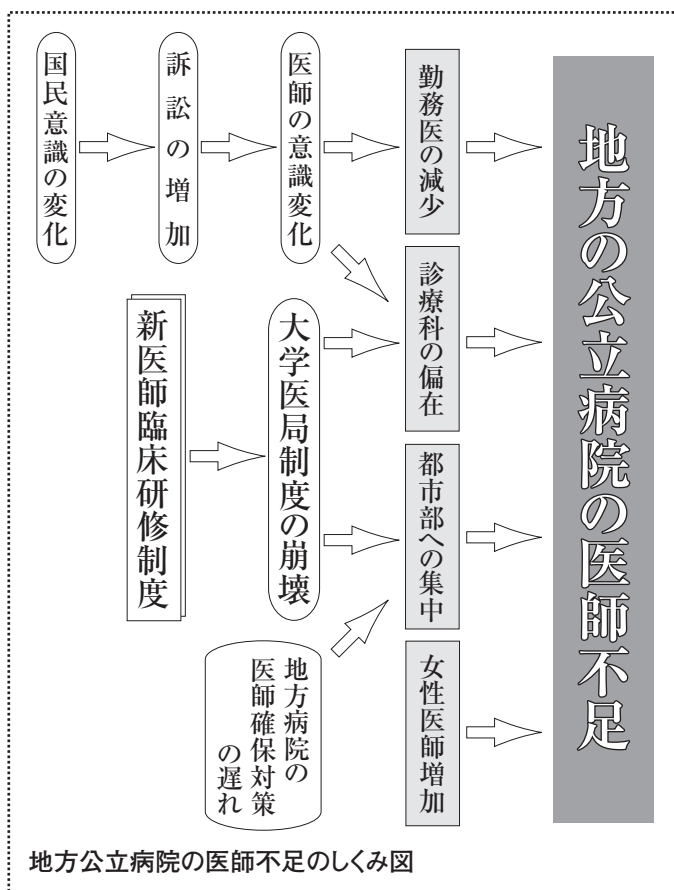 地方の公立病院の医師不足
勤務医の減少
診療科の偏在
都市部への集中
女性医師増加
医師の意識変化
訴訟の増加
国民意識の変化
大学医局制度の崩壊
新医師臨床研修制度
地方病院の
医師確保対策
の遅れ
地方公立病院の医師不足のしくみ図